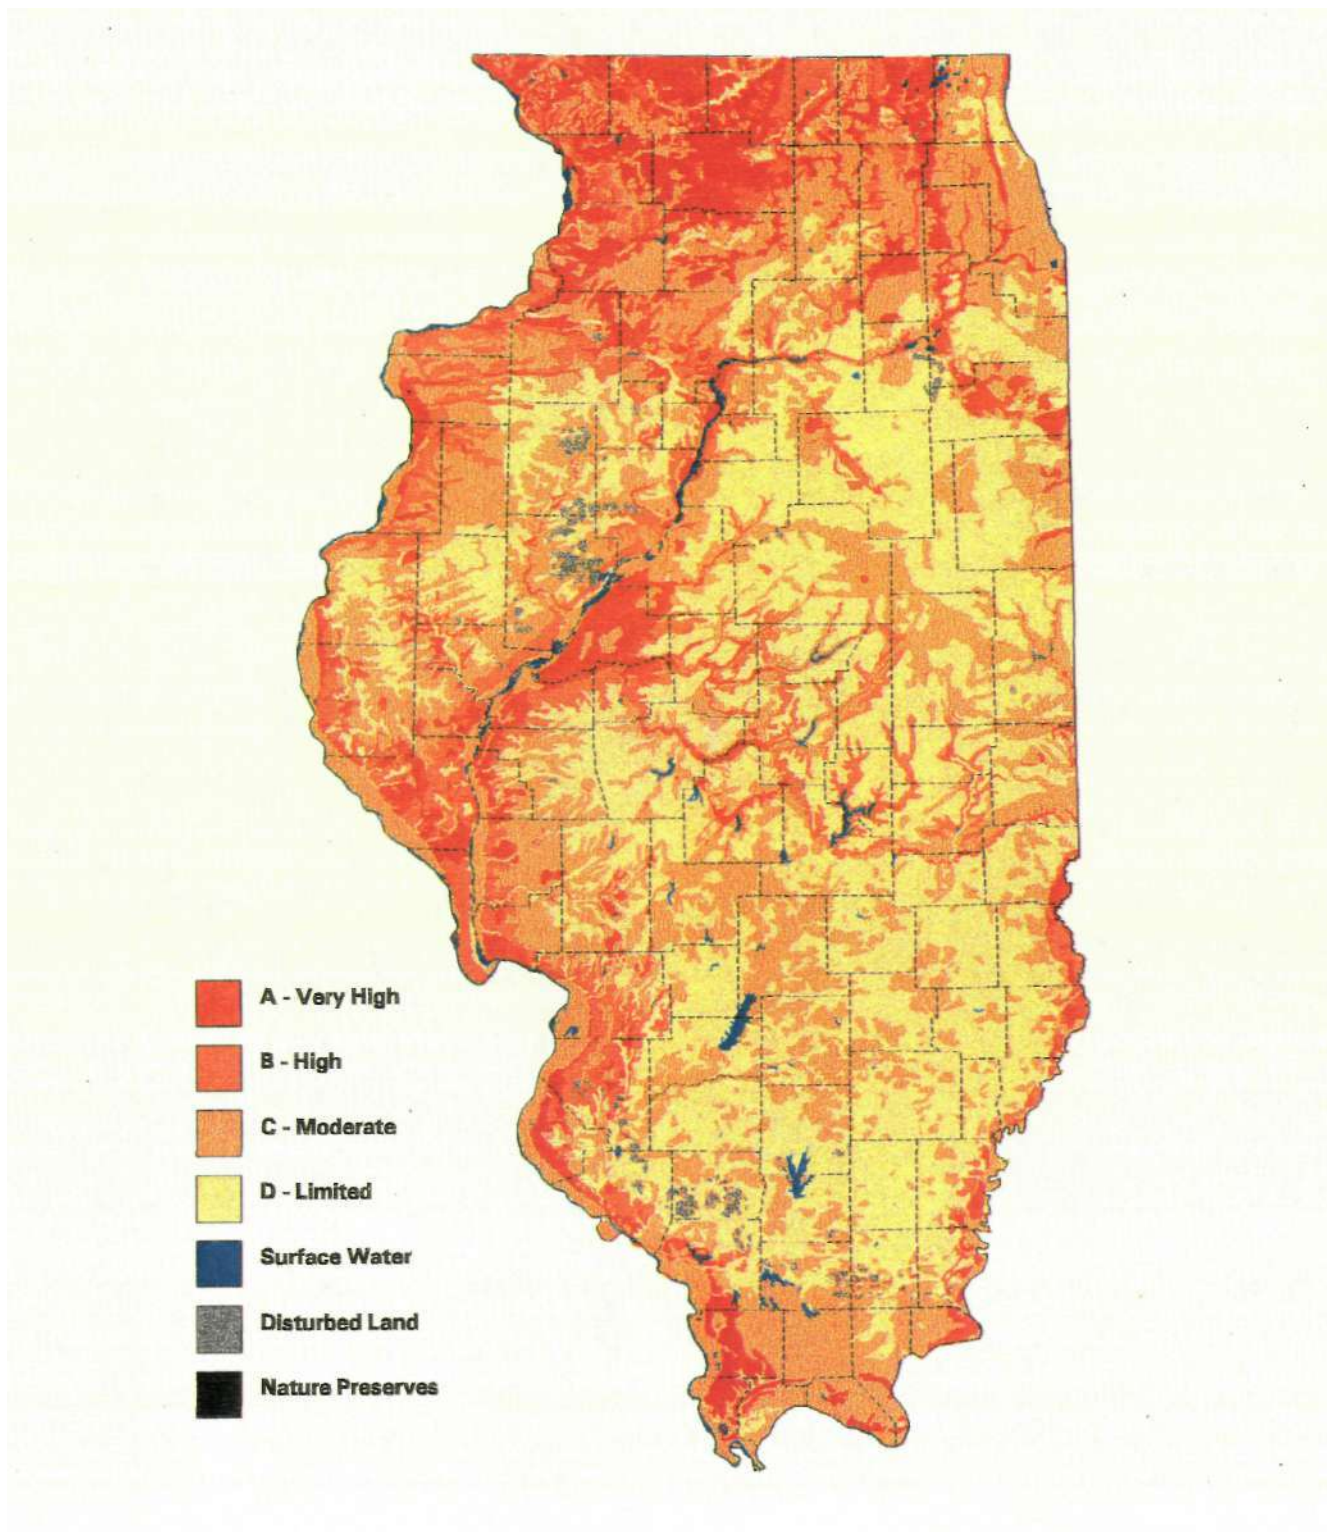 A - Very High
B - High
C - Moderate
D - Limited
Surface Water
Disturbed Land
Nature Preserves